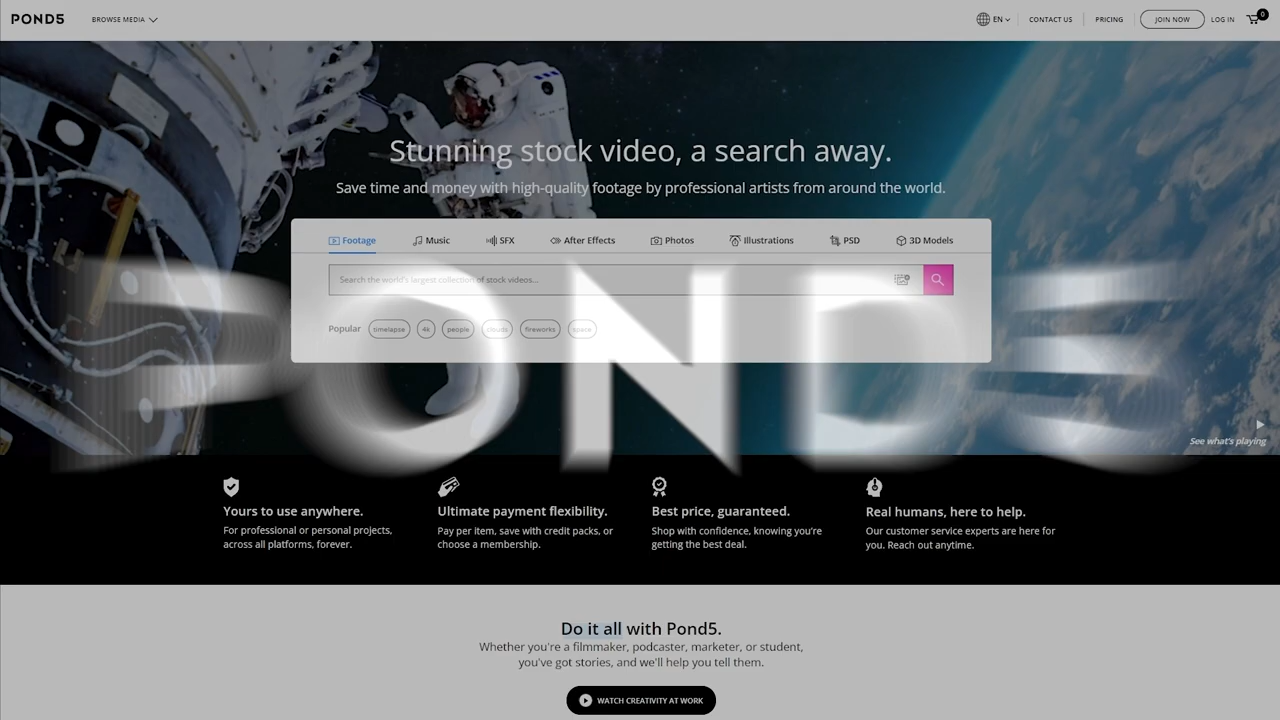 POND5
BROWSE MEDIA
EN
CONTACT US
PRICING
JOIN NOW
LOG IN
0
Stunning stock video, a search away.
Save time and money with high-quality footage by professional artists from around the world.
Footage
Music
SFX
After Effects
Photos
Illustrations
PSD
3D Models
Search the world's largest collection of stock videos...
Popular
timelapse
4k
people
clouds
fireworks
space
POND5
See what's playing
Yours to use anywhere.
For professional or personal projects,
across all platforms, forever.
Ultimate payment flexibility.
Pay per item, save with credit packs, or
choose a membership.
Best price, guaranteed.
Shop with confidence, knowing you're
getting the best deal.
Real humans, here to help.
Our customer service experts are here for
you. Reach out anytime.
Do it all with Pond5.
Whether you're a filmmaker, podcaster, marketer, or student,
you've got stories, and we'll help you tell them.
WATCH CREATIVITY AT WORK